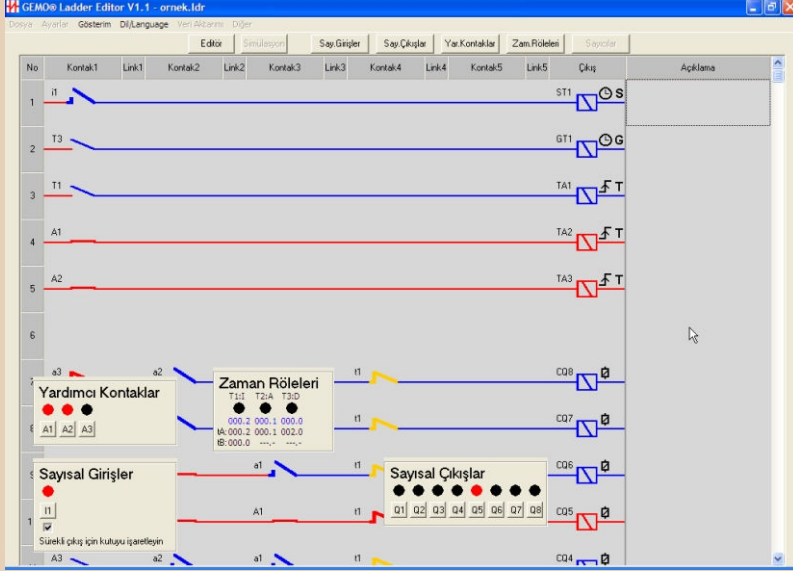 GEMO® Ladder Editor V1.1 - ornek.ldr
Dosya Ayarlar Gösterim Dil/Language Veri Aktarımı Diğer
Editör Simülasyon Say.Girişler Say.Çıkışlar Yar.Kontaklar Zam.Röleleri Sayıcılar
No Kontak1 Link1 Kontak2 Link2 Kontak3 Link3 Kontak4 Link4 Kontak5 Link5 Çıkış Açıklama
1 i1 ST1 S
2 T3 GT1 G
3 T1 TA1 T
4 A1 TA2 T
5 A2 TA3 T
6
7 a3 a2 t1 CQ8
Yardımcı Kontaklar
A1 A2 A3
Zaman Röleleri
T1:I T2:A T3:D
000.2 000.1 000.0
tA:000.2 000.1 002.0
tB:000.0 ---.- ---.-
8 t1 CQ7
9 a1 t1 CQ6
Sayısal Girişler
I1
Sürekli çıkış için kutuyu işaretleyin
Sayısal Çıkışlar
Q1 Q2 Q3 Q4 Q5 Q6 Q7 Q8
1 A1 t1 CQ5
A3 a2 a1 t1 CQ4